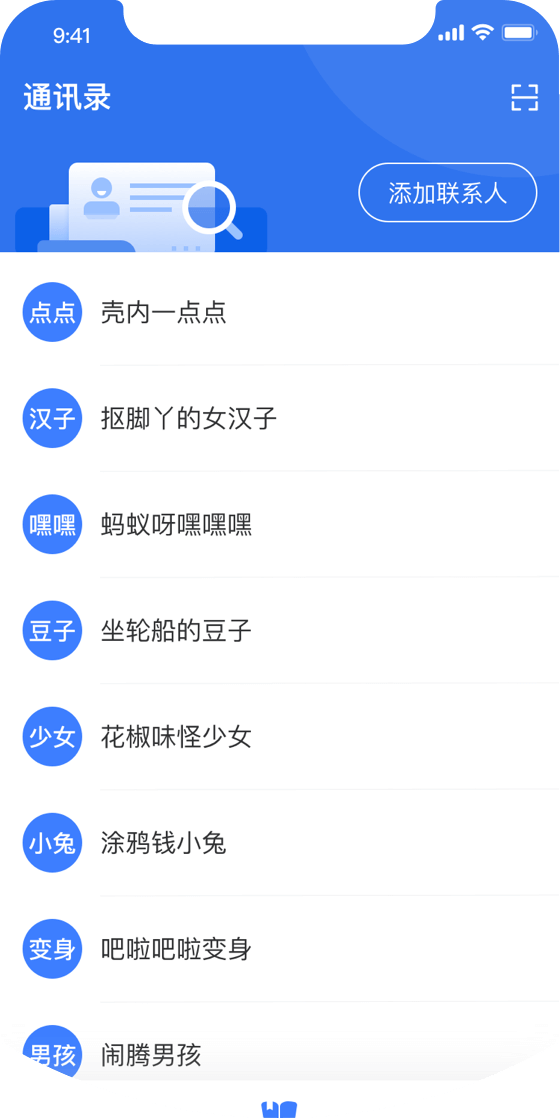 9:41
通讯录
添加联系人
点点 壳内一点点
汉子 抠脚丫的女汉子
嘿嘿 蚂蚁呀嘿嘿嘿
豆子 坐轮船的豆子
少女 花椒味怪少女
小兔 涂鸦钱小兔
变身 吧啦吧啦变身
男孩 闹腾男孩